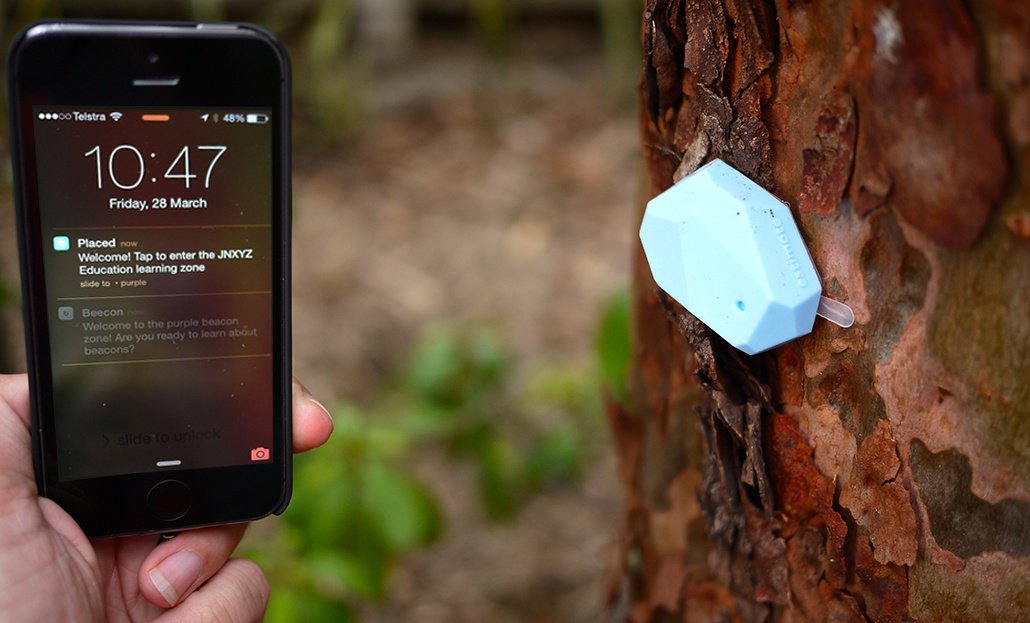 Telstra 48%
10:47
Friday, 28 March
Placed now
Welcome! Tap to enter the JNXYZ
Education learning zone
slide to • purple
Beecon now
Welcome to the purple beacon
zone! Are you ready to learn about
beacons?
› slide to unlock
estimote